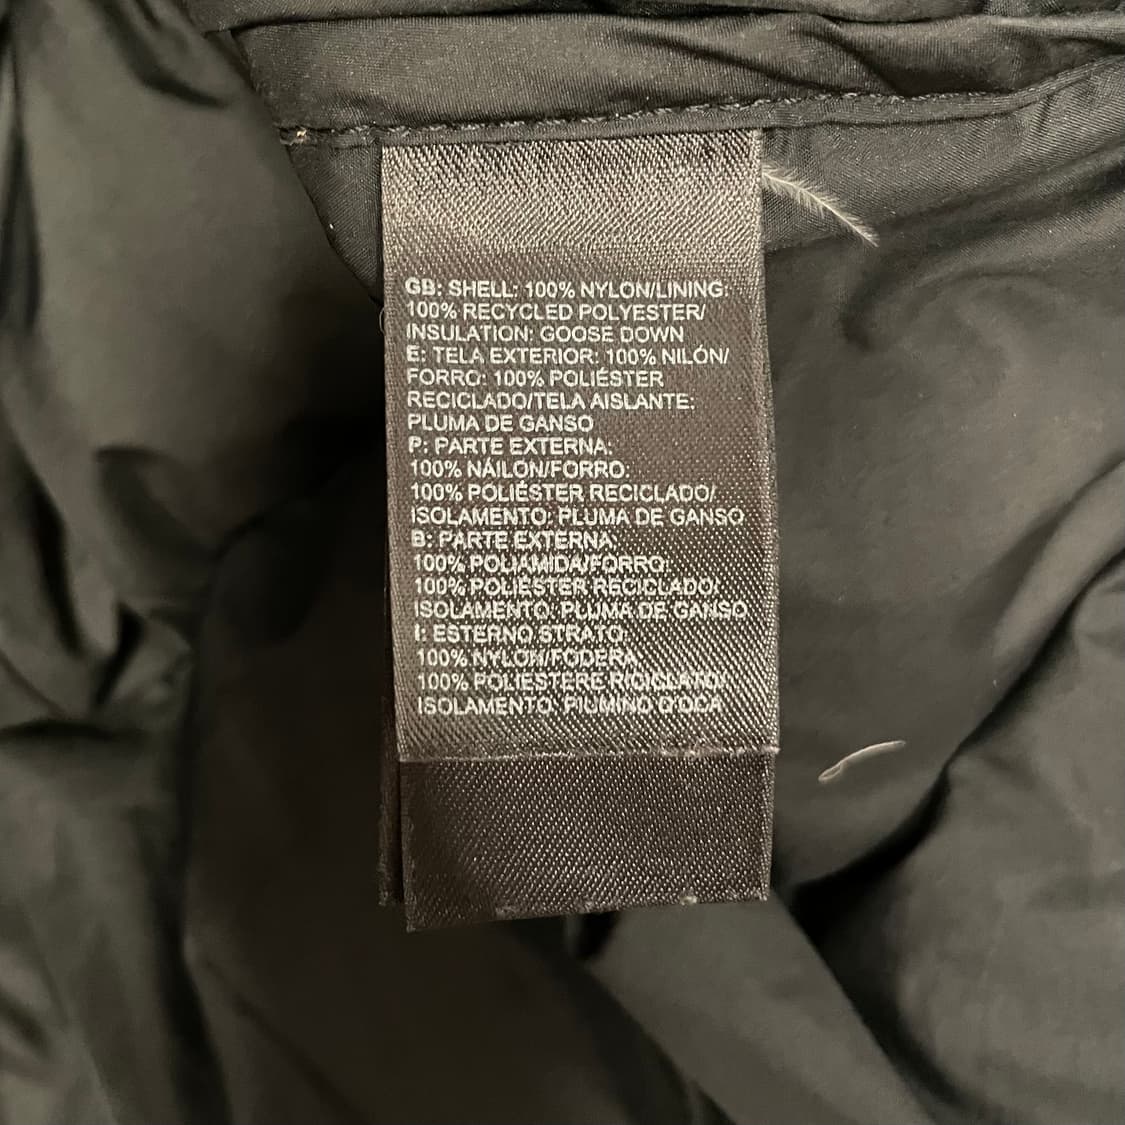 GB: SHELL: 100% NYLON/LINING:
100% RECYCLED POLYESTER/
INSULATION: GOOSE DOWN
E: TELA EXTERIOR: 100% NILÓN/
FORRO: 100% POLIÉSTER
RECICLADO/TELA AISLANTE:
PLUMA DE GANSO
P: PARTE EXTERNA:
100% NÁILON/FORRO:
100% POLIÉSTER RECICLADO/
ISOLAMENTO: PLUMA DE GANSO
B: PARTE EXTERNA:
100% POLIAMIDA/FORRO:
100% POLIÉSTER RECICLADO/
ISOLAMENTO: PLUMA DE GANSO
I: ESTERNO STRATO:
100% NYLON/FODERA:
100% POLIESTERE RICICLATO/
ISOLAMENTO: PIUMINO D'OCA